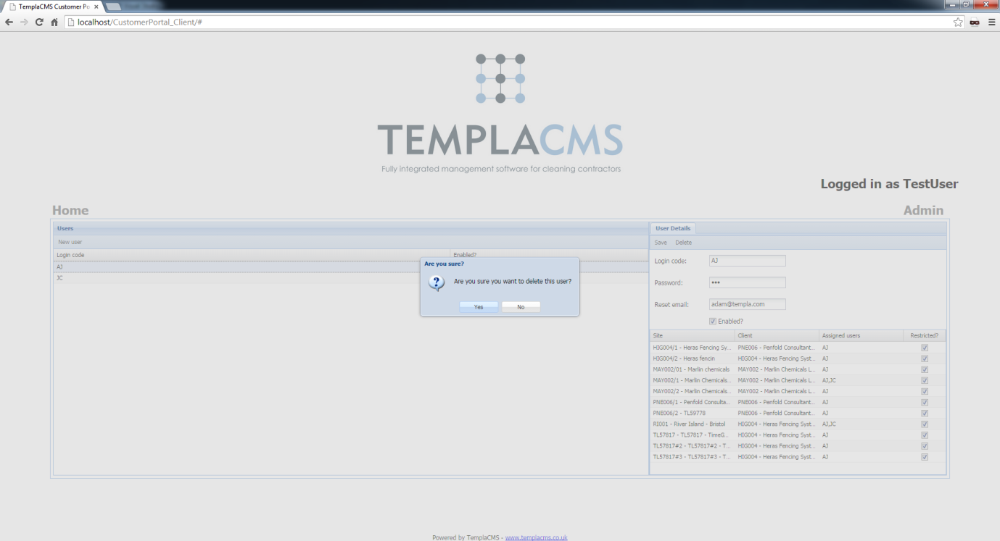 TemplaCMS Customer Po
localhost/CustomerPortal_Client/#
TEMPLACMS
Fully integrated management software for cleaning contractors
Logged in as TestUser
Home
Admin
Users
New user
Login code Enabled?
AJ
JC
Are you sure?
?
Are you sure you want to delete this user?
Yes No
User Details
Save Delete
Login code: AJ
Password: •••
Reset email: adam@templa.com
Enabled?
Site Client Assigned users Restricted?
HIG004/1 - Heras Fencing Sy... PNE006 - Penfold Consultant... AJ
HIG004/2 - Heras fencin HIG004 - Heras Fencing Syst... AJ
MAY002/01 - Marlin chemicals MAY002 - Marlin Chemicals L... AJ
MAY002/1 - Marlin Chemicals... MAY002 - Marlin Chemicals L... AJ,JC
MAY002/2 - Marlin Chemicals... MAY002 - Marlin Chemicals L... AJ
PNE006/1 - Penfold Consulta... PNE006 - Penfold Consultant... AJ
PNE006/2 - TL59778 PNE006 - Penfold Consultant... AJ
RI001 - River Island - Bristol HIG004 - Heras Fencing Syst... AJ,JC
TL57817 - TL57817 - TimeG... HIG004 - Heras Fencing Syst... AJ
TL57817#2 - TL57817#2 - T... HIG004 - Heras Fencing Syst... AJ
TL57817#3 - TL57817#3 - T... HIG004 - Heras Fencing Syst... AJ
Powered by TemplaCMS - www.templacms.co.uk